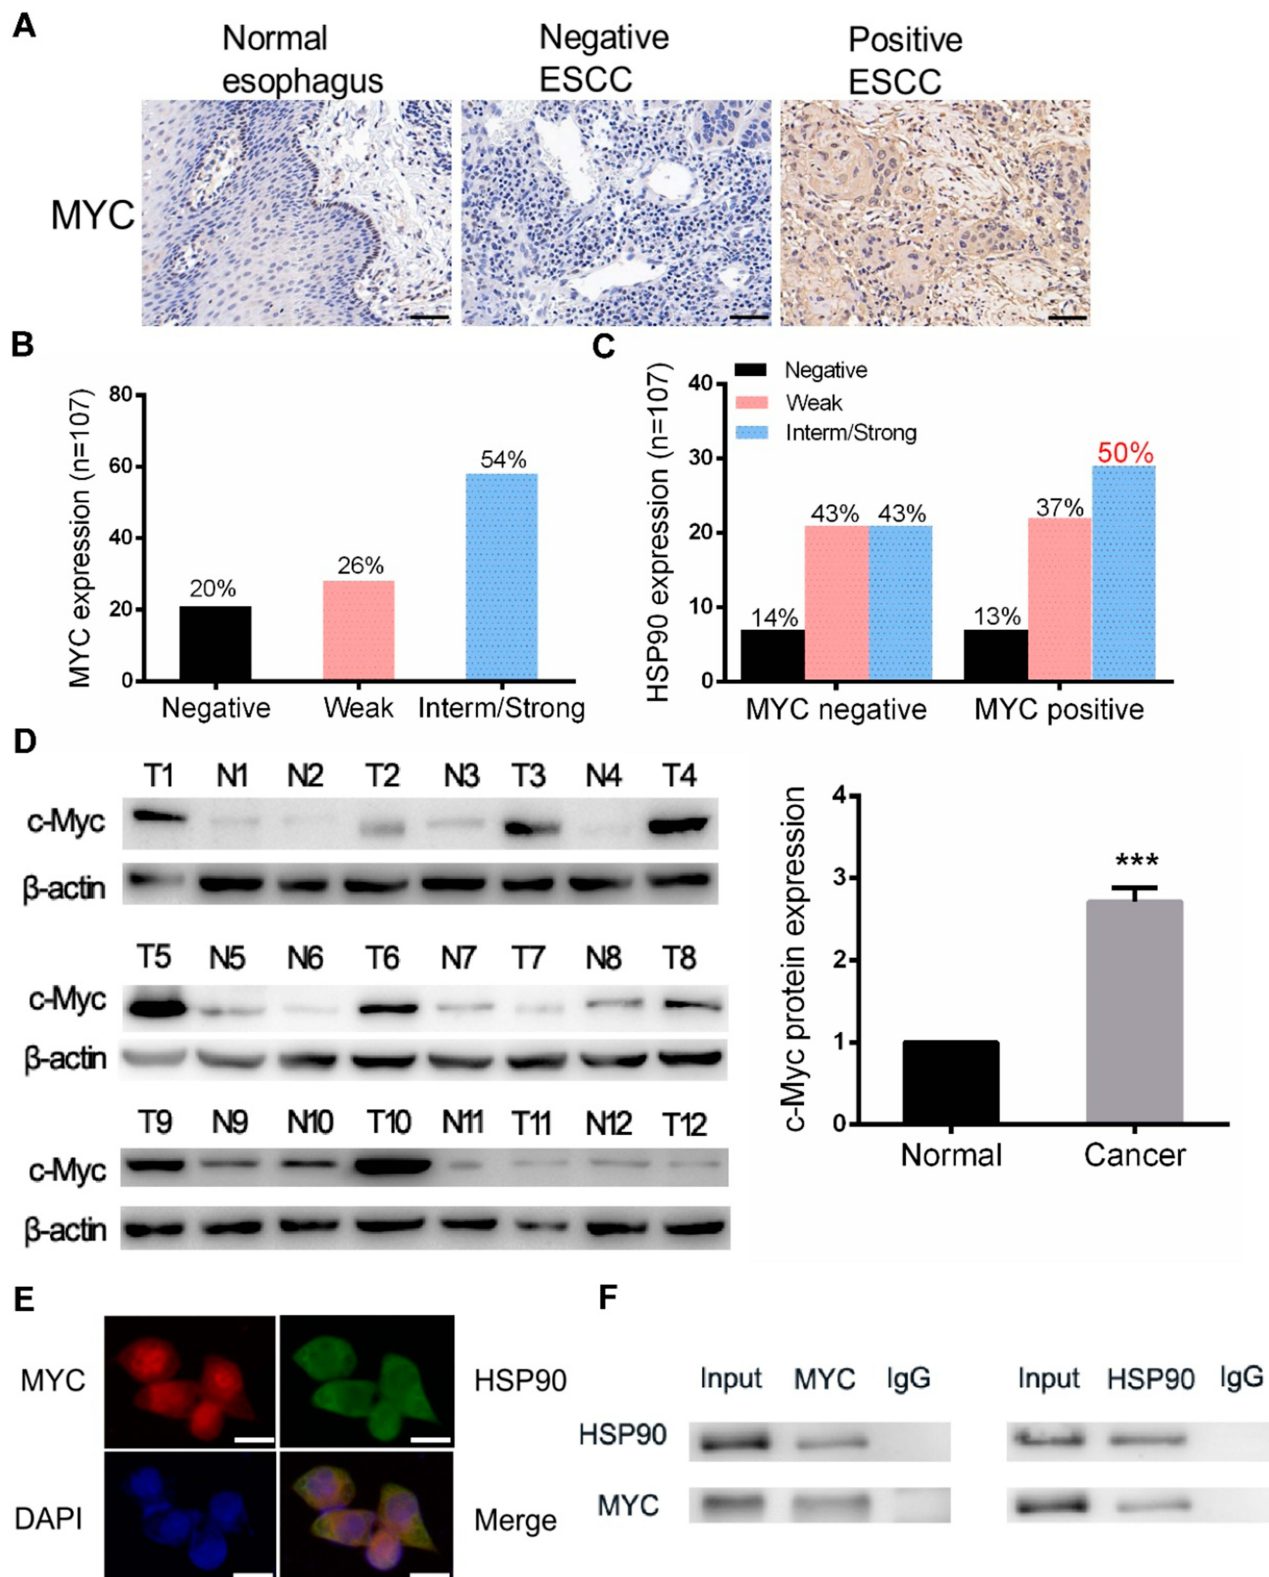 A
Normal
esophagus
Negative
ESCC
Positive
ESCC
MYC
B
MYC expression (n=107)
80
60
40
20
0
20%
26%
54%
Negative
Weak
Interm/Strong
C
HSP90 expression (n=107)
40
30
20
10
0
Negative
Weak
Interm/Strong
14%
43%
43%
13%
37%
50%
MYC negative
MYC positive
D
T1 N1 N2 T2 N3 T3 N4 T4
c-Myc
β-actin
T5 N5 N6 T6 N7 T7 N8 T8
c-Myc
β-actin
T9 N9 N10 T10 N11 T11 N12 T12
c-Myc
β-actin
c-Myc protein expression
4
3
2
1
0
***
Normal
Cancer
E
MYC
HSP90
DAPI
Merge
F
Input MYC IgG
Input HSP90 IgG
HSP90
MYC